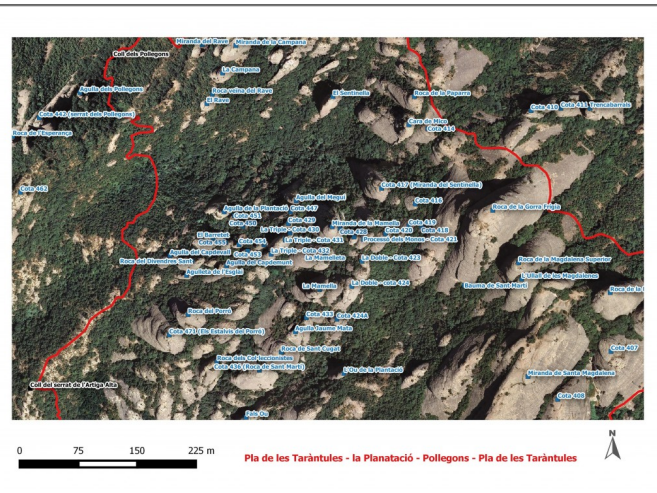 Miranda del Rave
Miranda de la Campana
Coll dels Pollegons
La Campana
Agulla dels Pollegons
Roca veïna del Rave
El Sentinella
Roca de la Paparra
El Rave
Cota 410
Cota 411 Trencabarrals
Cota 442 (serrat dels Pollegons)
Cara de Mico
Cota 414
Roca de l'Esperança
Cota 462
Cota 417 (Miranda del Sentinella)
Agulla del Megui
Cota 416
Agulla de la Plantació Cota 447
Roca de la Gorra Frígia
Cota 451
Cota 450
Cota 429
Miranda de la Mamella
Cota 419
La Triple - Cota 430
Cota 428
Cota 420
Cota 418
El Barretet
Cota 455
Cota 454
La Triple - Cota 431
Processó dels Monos - Cota 421
Agulla del Capdevall
Cota 453
La Triple - Cota 432
Roca del Divendres Sant
Agulla del Capdemunt
La Mamelleta
La Doble - Cota 423
Roca de la Magdalena Superior
Agulleta de l'Esglai
L'Ullal de les Magdalenes
La Mamella
La Doble - cota 424
Bauma de Sant Martí
Roca de la
Roca del Porró
Cota 433
Cota 424A
Cota 471 (Els Estalvis del Porró)
Agulla Jaume Mata
Roca de Sant Cugat
Cota 407
Roca dels Col·leccionistes
Cota 436 (Roca de Sant Martí)
L'Ou de la Plantació
Miranda de Santa Magdalena
Coll del serrat de l'Artiga Alta
Cota 408
Pals Ou
0 75 150 225 m
Pla de les Taràntules - la Planatació - Pollegons - Pla de les Taràntules
N